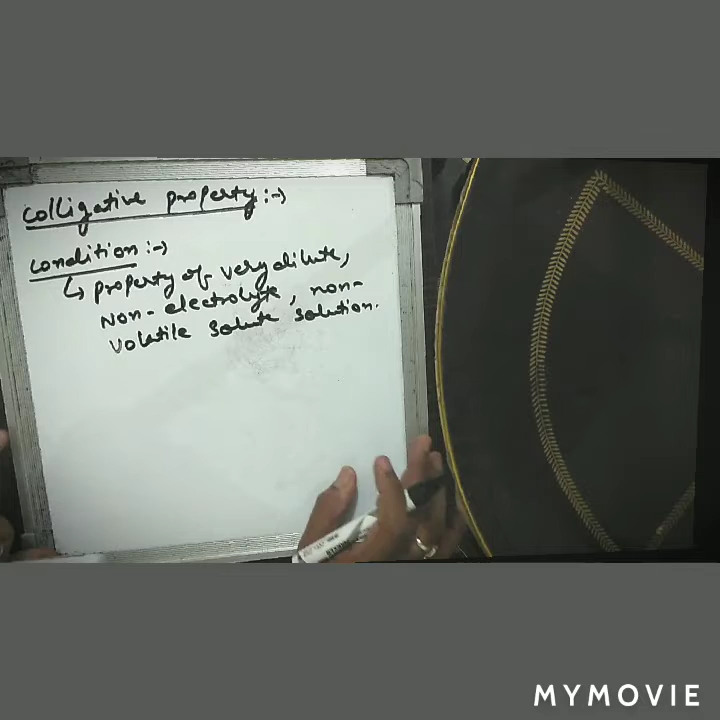 Colligative property :->
Condition :->
↳ Property of very dilute,
Non-electrolyte, non-
Volatile solute solution.
MYMOVIE